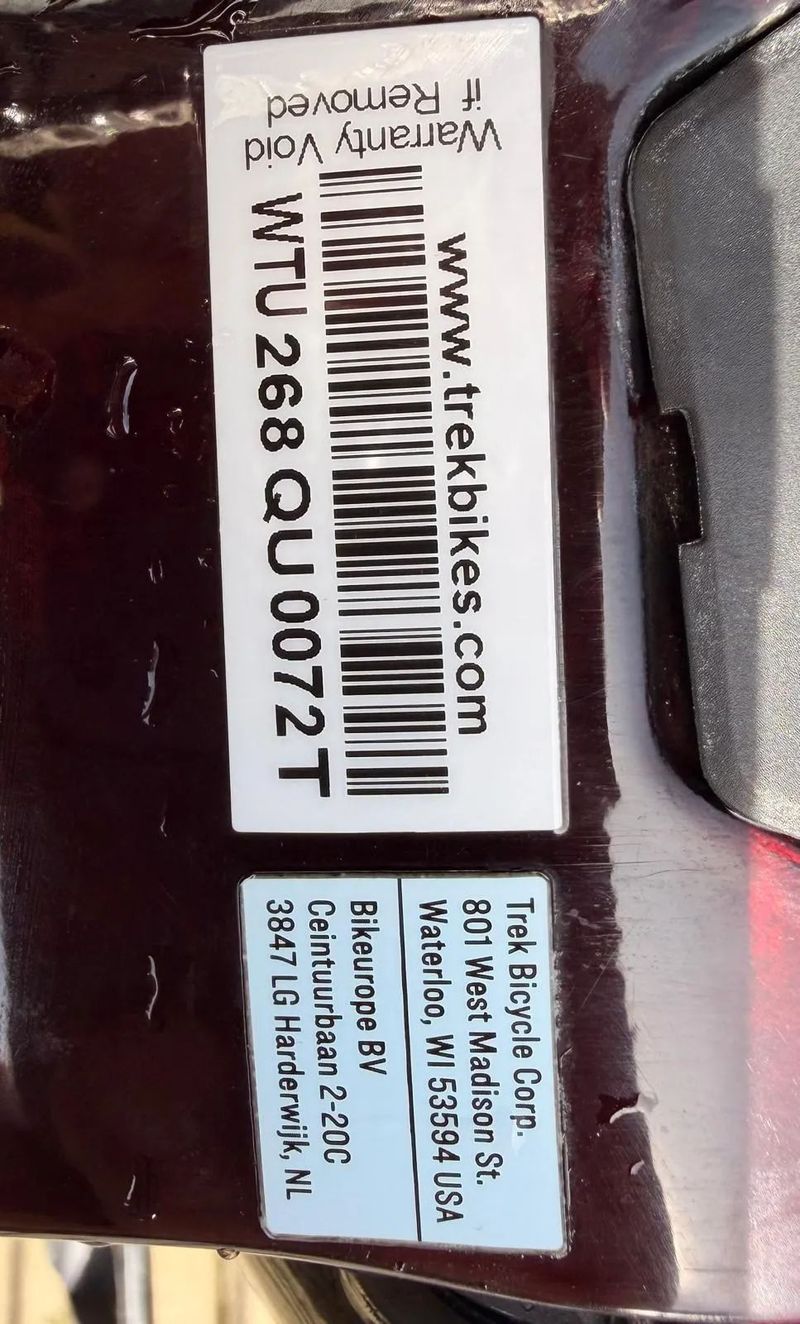 Warranty Void
if Removed
www.trekbikes.com
WTU 268 QU 0072 T
Trek Bicycle Corp.
801 West Madison St.
Waterloo, WI 53594 USA
Bikeurope BV
Ceintuurbaan 2-20C
3847 LG Harderwijk, NL